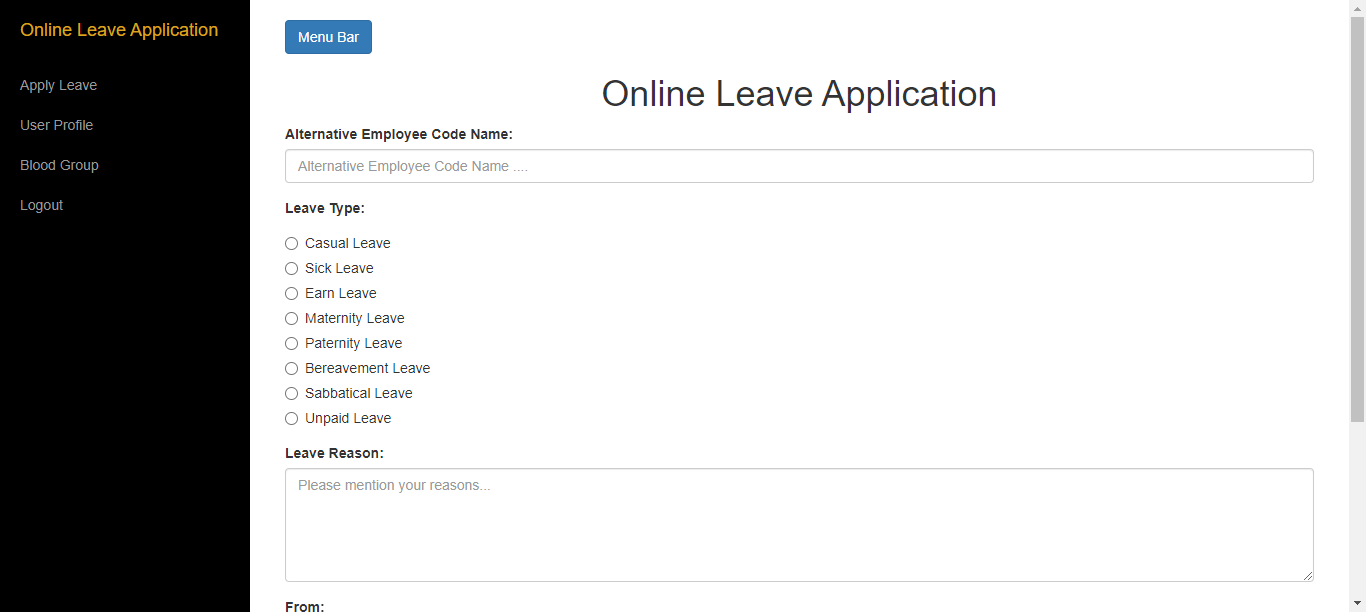 Online Leave Application
Apply Leave
User Profile
Blood Group
Logout
Menu Bar
Online Leave Application
Alternative Employee Code Name:
Alternative Employee Code Name ....
Leave Type:
Casual Leave
Sick Leave
Earn Leave
Maternity Leave
Paternity Leave
Bereavement Leave
Sabbatical Leave
Unpaid Leave
Leave Reason:
Please mention your reasons...
From: